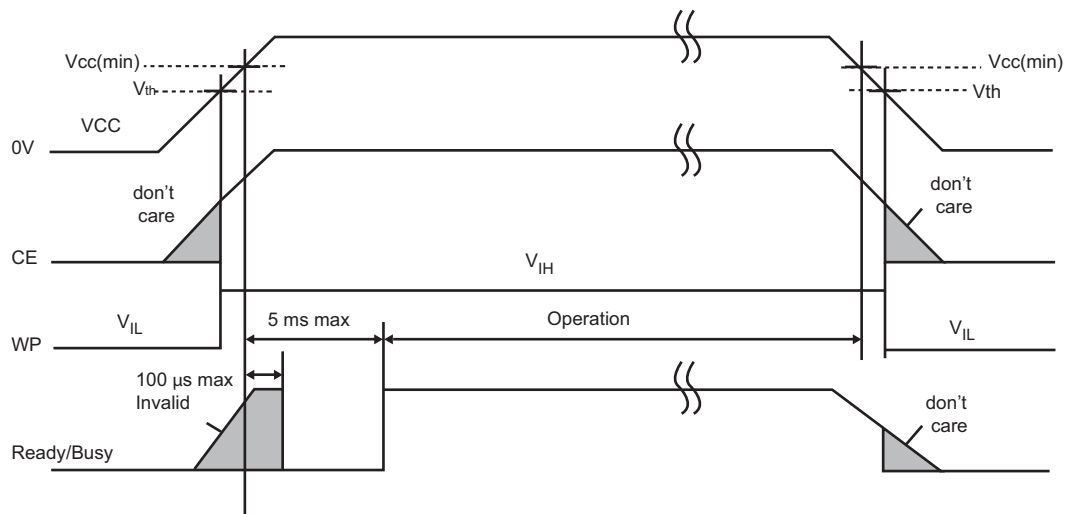 Vcc(min)
Vcc(min)
Vth
Vth
VCC
0V
don't
care
don't
care
CE
VIH
VIL
5 ms max
Operation
VIL
WP
100 µs max
Invalid
don't
care
Ready/Busy